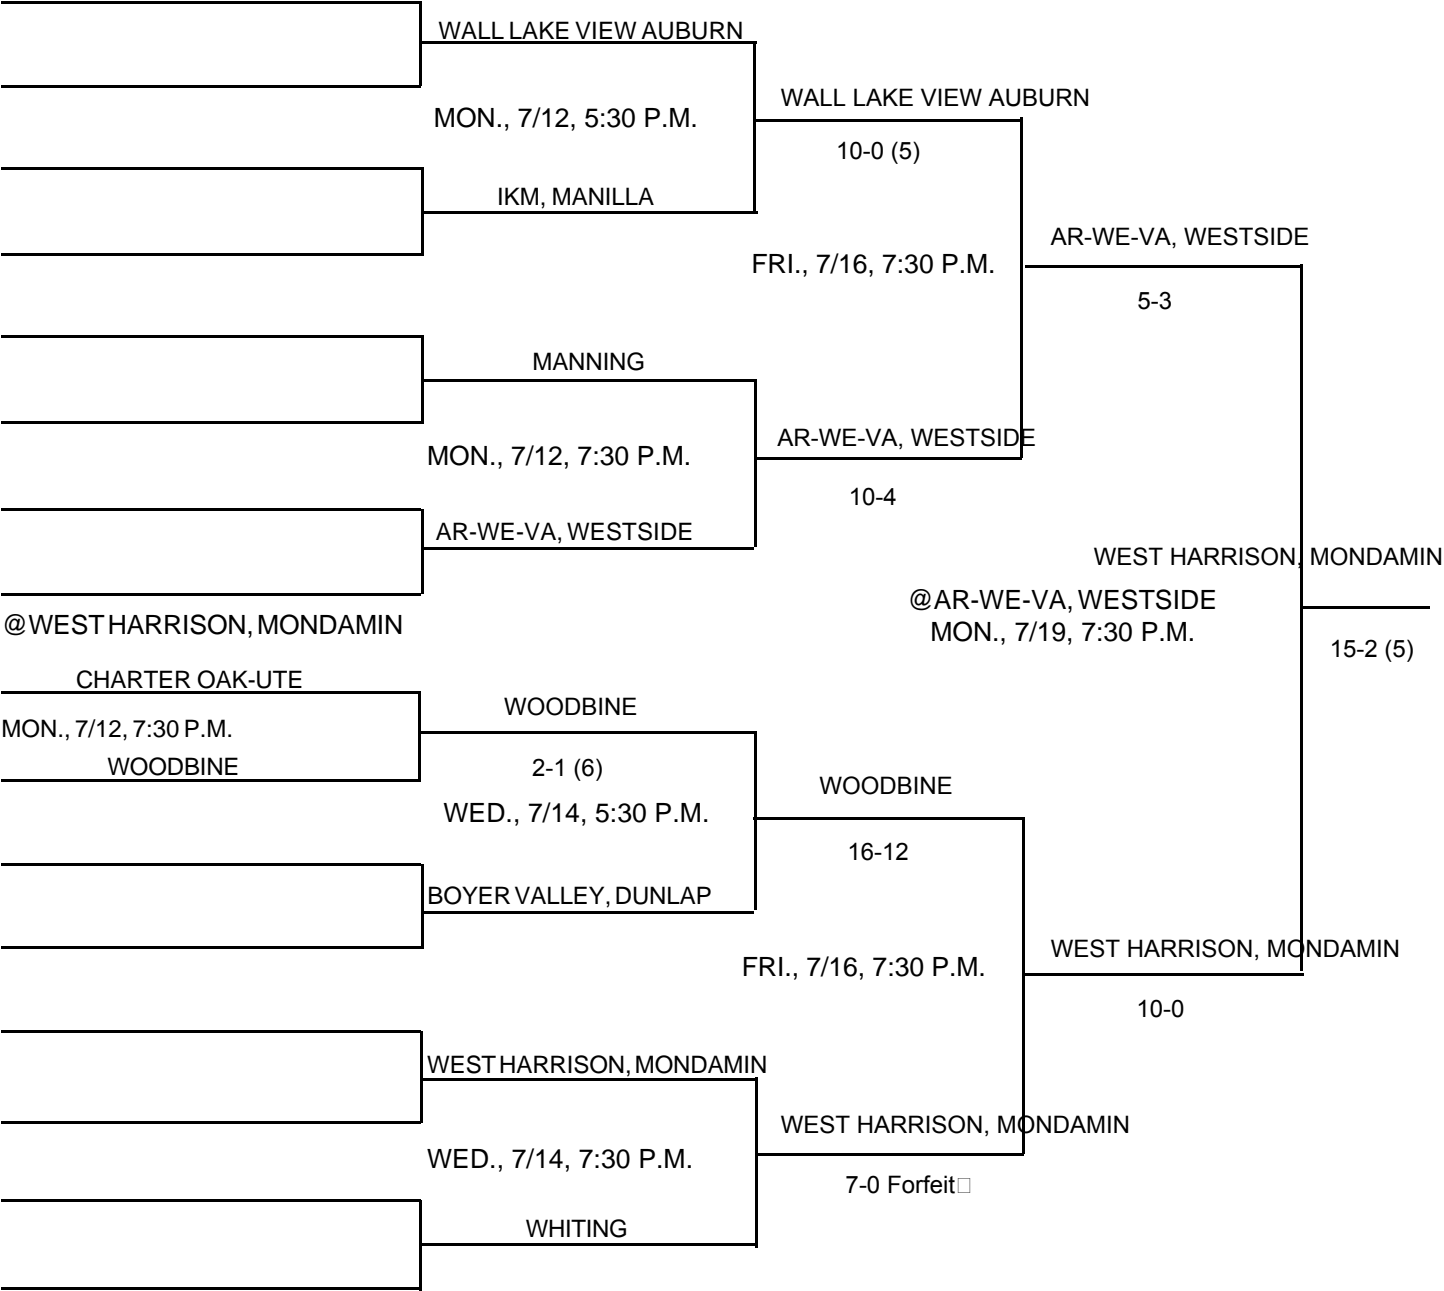 WALL LAKE VIEW AUBURN
WALL LAKE VIEW AUBURN
MON., 7/12, 5:30 P.M.
10-0 (5)
IKM, MANILLA
AR-WE-VA, WESTSIDE
FRI., 7/16, 7:30 P.M.
5-3
MANNING
AR-WE-VA, WESTSIDE
MON., 7/12, 7:30 P.M.
10-4
AR-WE-VA, WESTSIDE
WEST HARRISON, MONDAMIN
@AR-WE-VA, WESTSIDE
@WEST HARRISON, MONDAMIN
MON., 7/19, 7:30 P.M.
15-2 (5)
CHARTER OAK-UTE
WOODBINE
MON., 7/12, 7:30 P.M.
WOODBINE
2-1 (6)
WOODBINE
WED., 7/14, 5:30 P.M.
16-12
BOYER VALLEY, DUNLAP
WEST HARRISON, MONDAMIN
FRI., 7/16, 7:30 P.M.
10-0
WEST HARRISON, MONDAMIN
WEST HARRISON, MONDAMIN
WED., 7/14, 7:30 P.M.
7-0 Forfeit
WHITING